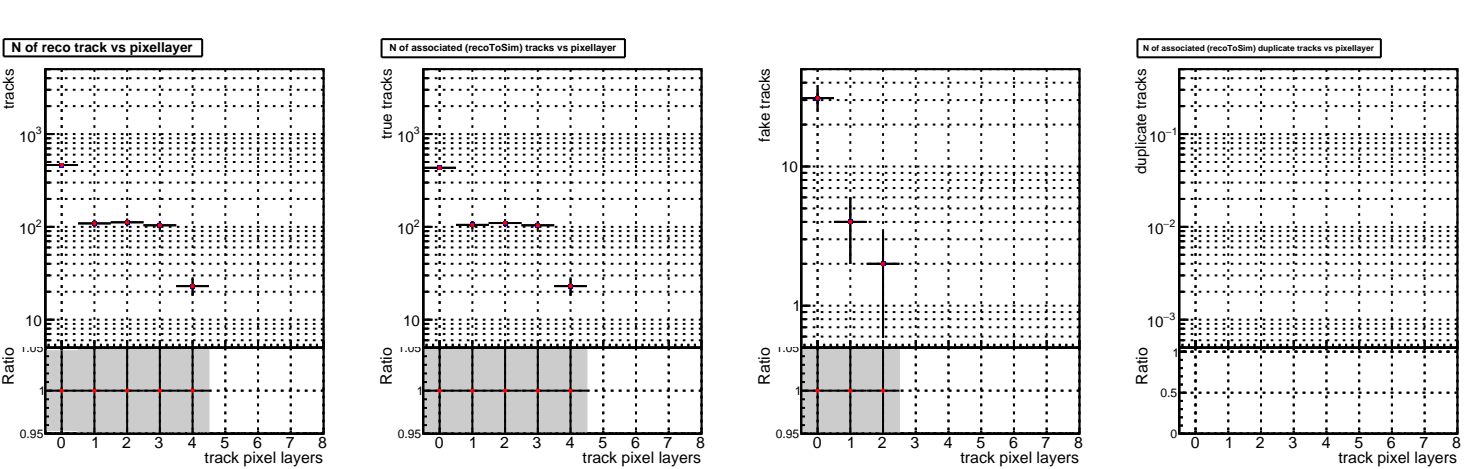 N of reco track vs pixellayer
tracks
10³
10²
10
Ratio
1.05
1
0.95
0 1 2 3 4 5 6 7 8
track pixel layers
N of associated (recoToSim) tracks vs pixellayer
true tracks
10³
10²
10
Ratio
1.05
1
0.95
0 1 2 3 4 5 6 7 8
track pixel layers
fake tracks
10
1
Ratio
1.05
1
0.95
0 1 2 3 4 5 6 7 8
track pixel layers
N of associated (recoToSim) duplicate tracks vs pixellayer
duplicate tracks
10⁻¹
10⁻²
10⁻³
Ratio
1
0.5
0
0 1 2 3 4 5 6 7 8
track pixel layers